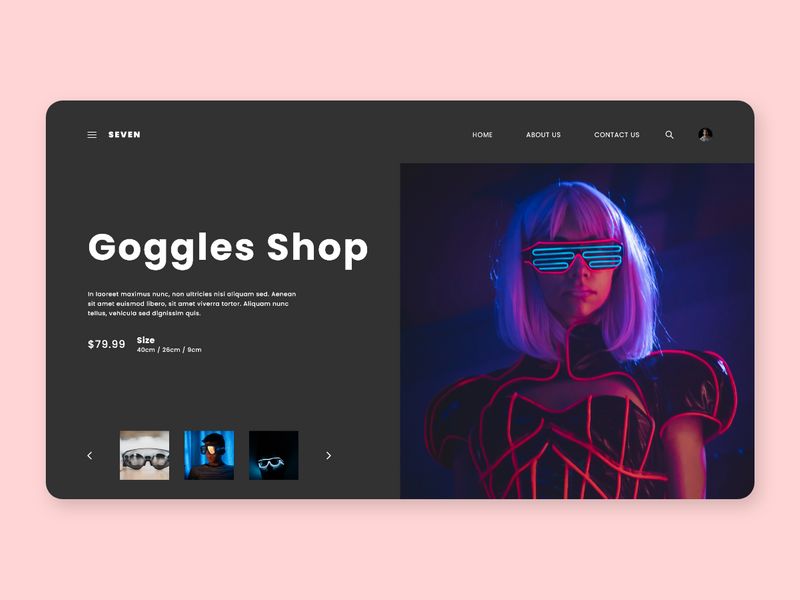 SEVEN
HOME ABOUT US CONTACT US
Goggles Shop
In laoreet maximus nunc, non ultricies nisi aliquam sed. Aenean
sit amet euismod libero, sit amet viverra tortor. Aliquam nunc
tellus, vehicula sed dignissim quis.
$79.99
Size
40cm / 26cm / 9cm